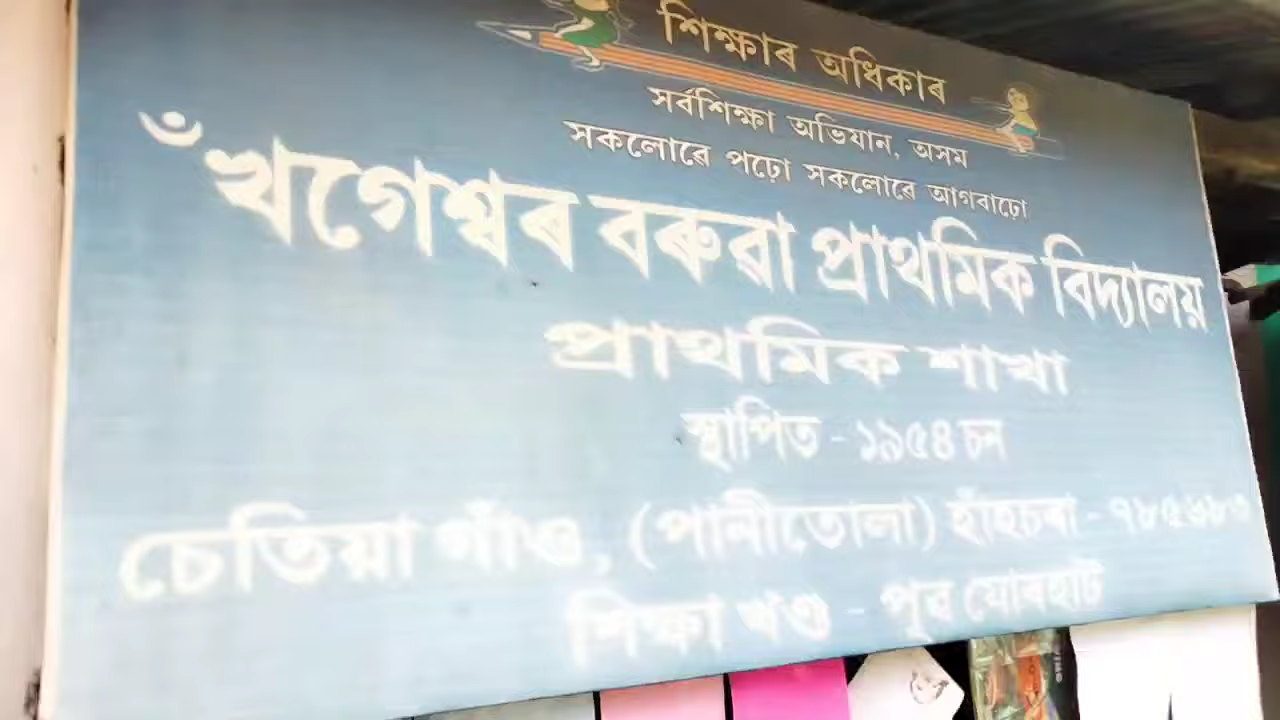 শিক্ষাৰ অধিকাৰ
সৰ্বশিক্ষা অভিযান, অসম
সকলোৱে পঢ়ো সকলোৱে আগবাঢ়ো
ঁখগেশ্বৰ বৰুৱা প্ৰাথমিক বিদ্যালয়
প্ৰাথমিক শাখা
স্থাপিত - ১৯৫৪ চন
চেতিয়া গাঁও, (পানীতোলা) হাঁহচৰা -
শিক্ষা খণ্ড - পূব যোৰহাট